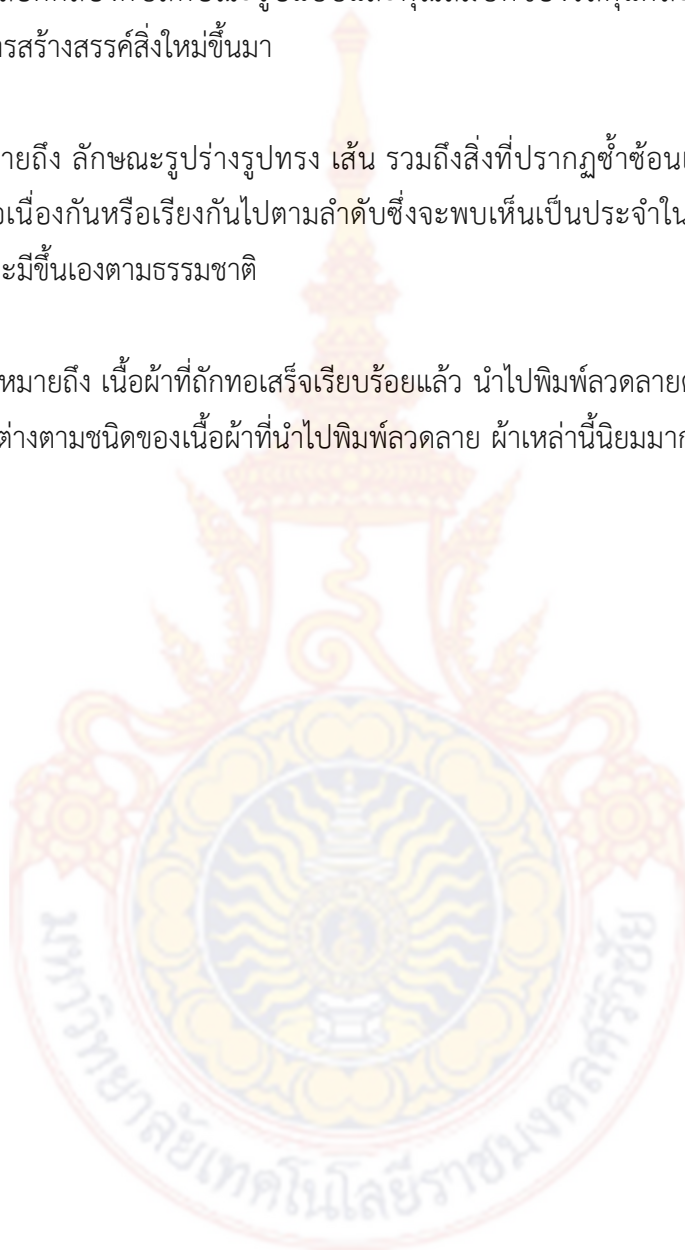 รสร้างสรรค์สิ่งใหม่ขึ้นมา
ายถึง ลักษณะรูปร่างรูปทรง เส้น รวมถึงสิ่งที่ปรากฏซ้ำซ้อน
อเนื่องกันหรือเรียงกันไปตามลำดับซึ่งจะพบเห็นเป็นประจำใน
ะมีขึ้นเองตามธรรมชาติ
หมายถึง เนื้อผ้าที่ถักทอเสร็จเรียบร้อยแล้ว นำไปพิมพ์ลวดลาย
ต่างตามชนิดของเนื้อผ้าที่นำไปพิมพ์ลวดลาย ผ้าเหล่านี้นิยมมาก
มหาวิทยาลัยเทคโนโลยีราชมงคลศรีวิชัย